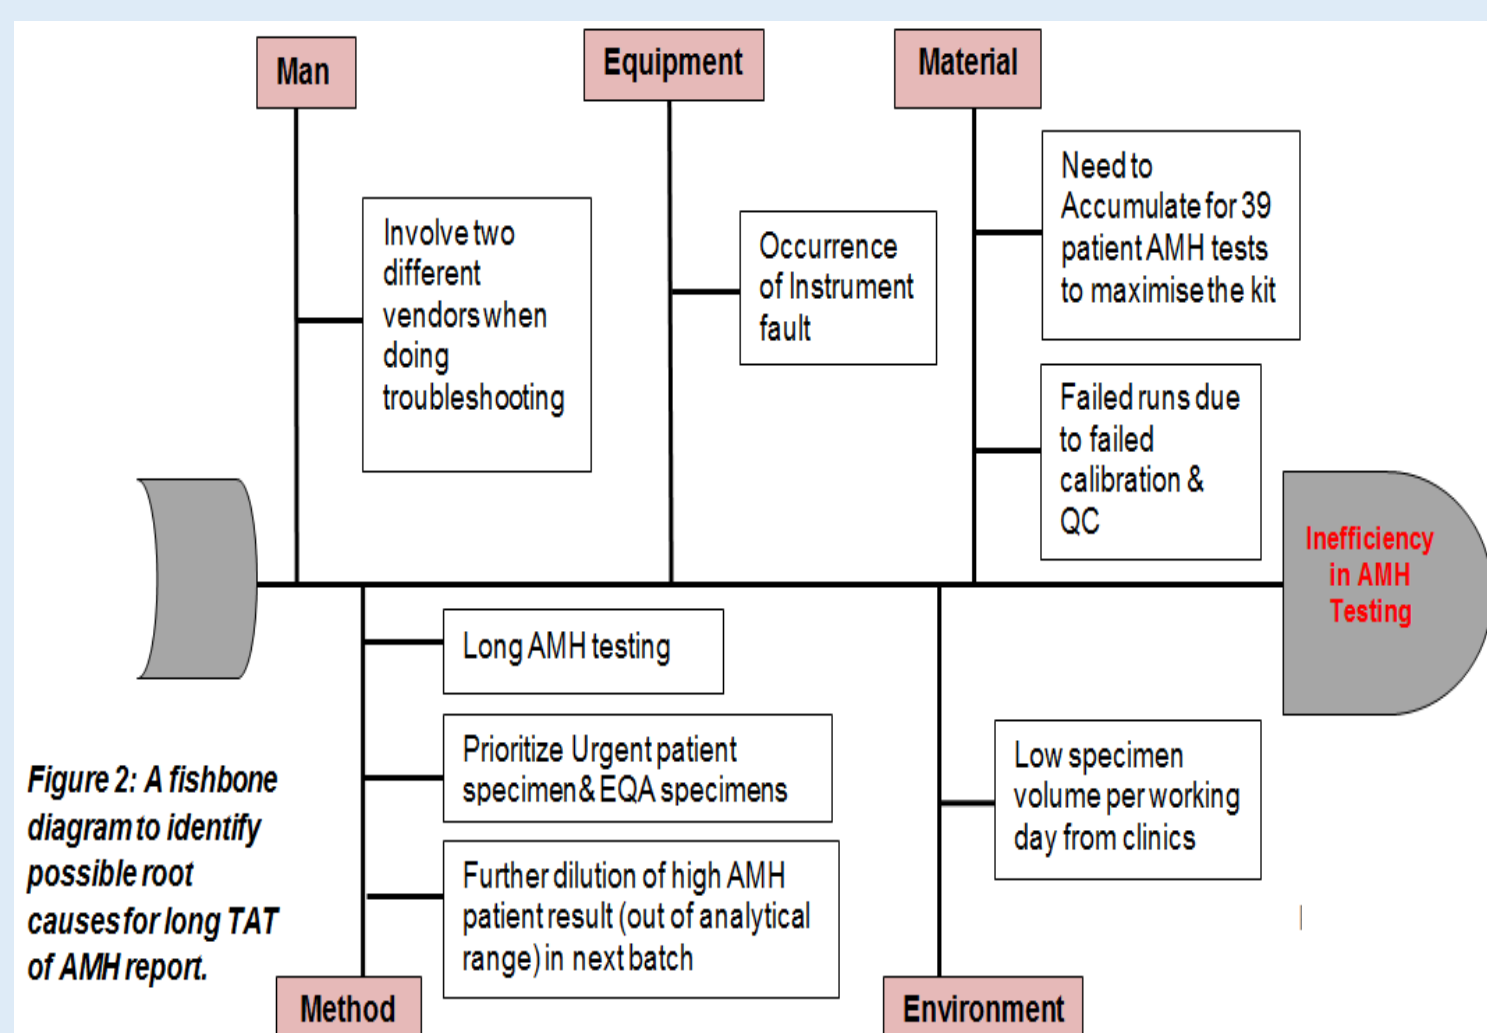 Man
Equipment
Material
Involve two
different
vendors when
doing
troubleshooting
Occurrence
of Instrument
fault
Need to
Accumulate for 39
patient AMH tests
to maximise the kit
Failed runs due
to failed
calibration &
QC
Inefficiency
in AMH
Testing
Long AMH testing
Prioritize Urgent patient
specimen & EQA specimens
Further dilution of high AMH
patient result (out of analytical
range) in next batch
Low specimen
volume per working
day from clinics
Method
Environment
Figure 2: A fishbone
diagram to identify
possible root
causes for long TAT
of AMH report.